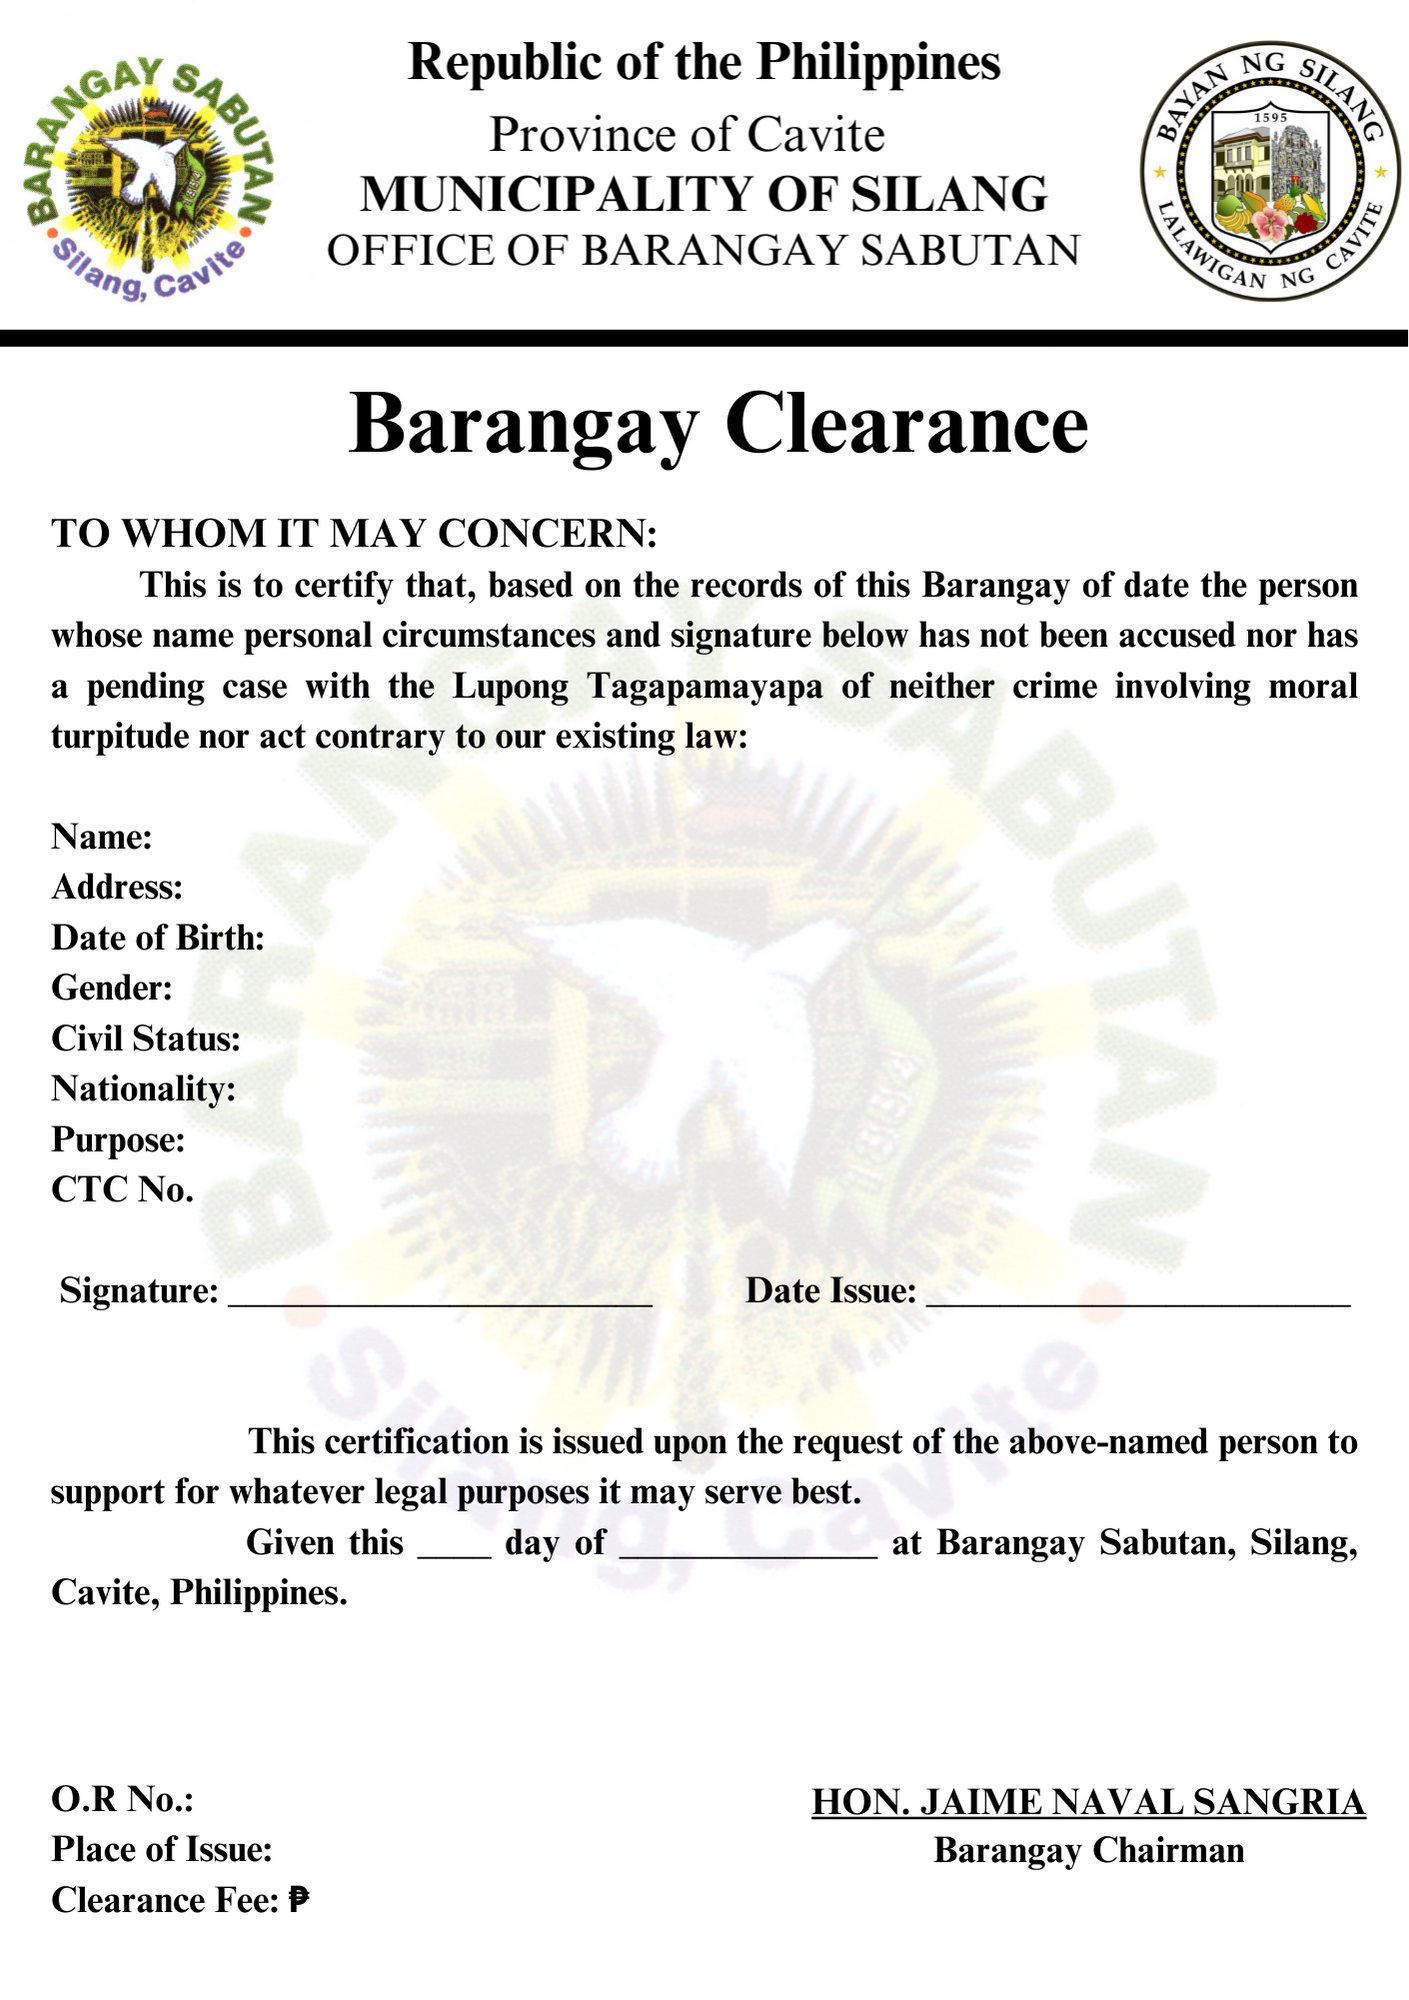 BARANGAY SABUTAN
Silang, Cavite
Republic of the Philippines
Province of Cavite
MUNICIPALITY OF SILANG
OFFICE OF BARANGAY SABUTAN
BAYAN NG SILANG
1595
LALAWIGAN NG CAVITE
Barangay Clearance
TO WHOM IT MAY CONCERN:
This is to certify that, based on the records of this Barangay of date the person
whose name personal circumstances and signature below has not been accused nor has
a pending case with the Lupong Tagapamayapa of neither crime involving moral
turpitude nor act contrary to our existing law:
Name:
Address:
Date of Birth:
Gender:
Civil Status:
Nationality:
Purpose:
CTC No.
Signature: _______________________ Date Issue: _______________________
This certification is issued upon the request of the above-named person to
support for whatever legal purposes it may serve best.
Given this ____ day of ______________ at Barangay Sabutan, Silang,
Cavite, Philippines.
O.R No.:
Place of Issue:
Clearance Fee: ₱
HON. JAIME NAVAL SANGRIA
Barangay Chairman
BARANGAY SABUTAN
1994
Silang, Cavite